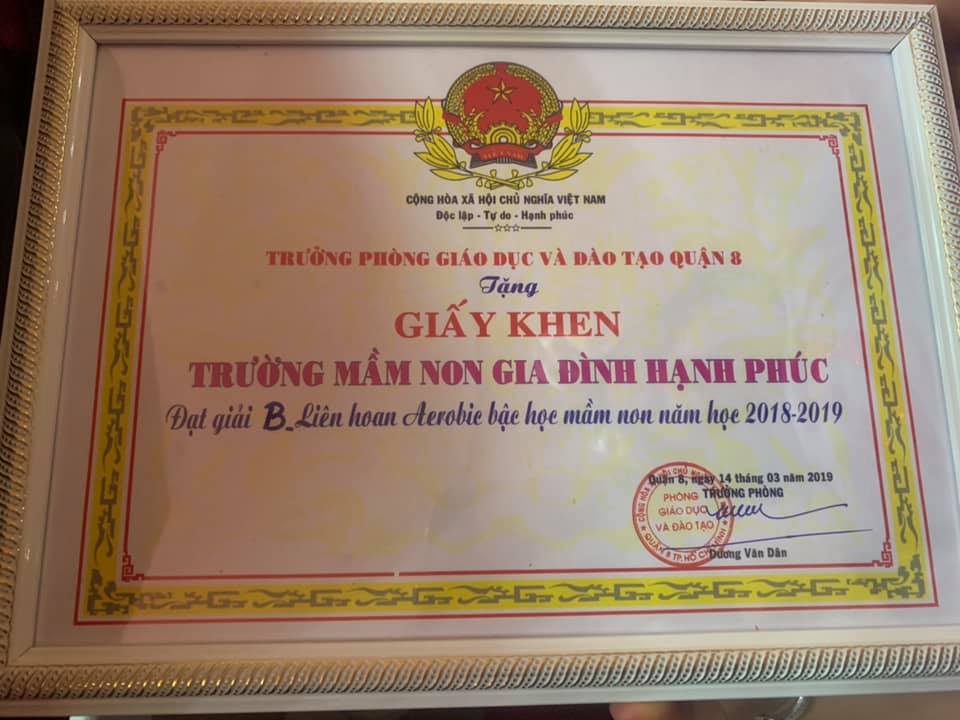 VIỆT NAM
CỘNG HÒA XÃ HỘI CHỦ NGHĨA VIỆT NAM
Độc lập - Tự do - Hạnh phúc
TRƯỞNG PHÒNG GIÁO DỤC VÀ ĐÀO TẠO QUẬN 8
Tặng
GIẤY KHEN
TRƯỜNG MẦM NON GIA ĐÌNH HẠNH PHÚC
Đạt giải B_Liên hoan Aerobic bậc học mầm non năm học 2018-2019
Quận 8, ngày 14 tháng 03 năm 2019
TRƯỞNG PHÒNG
PHÒNG
GIÁO DỤC
VÀ ĐÀO TẠO
Dương Văn Dân